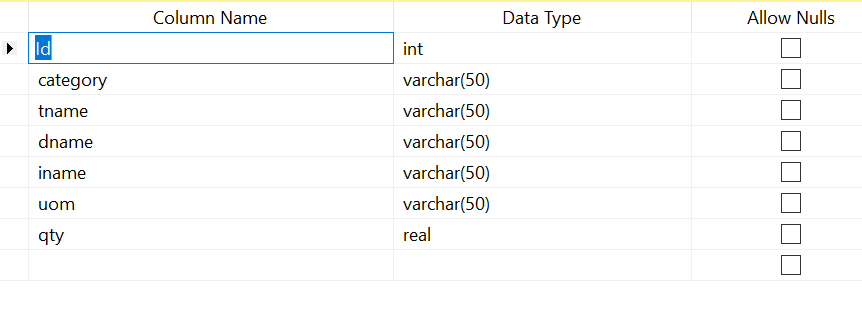 Column Name Data Type Allow Nulls
Id int
category varchar(50)
tname varchar(50)
dname varchar(50)
iname varchar(50)
uom varchar(50)
qty real